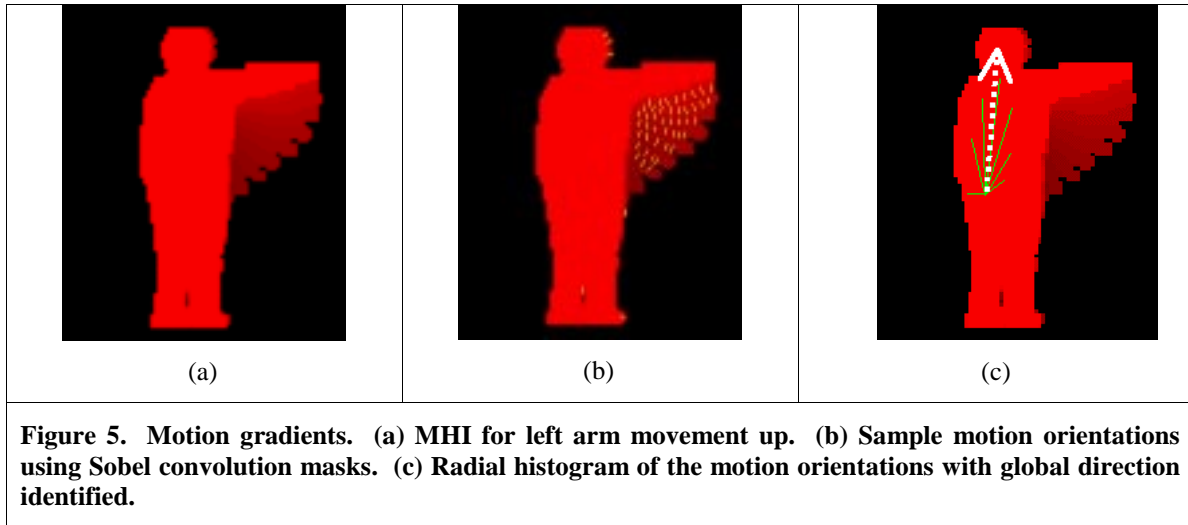 (a)
(b)
(c)
Figure 5. Motion gradients. (a) MHI for left arm movement up. (b) Sample motion orientations
using Sobel convolution masks. (c) Radial histogram of the motion orientations with global direction
identified.